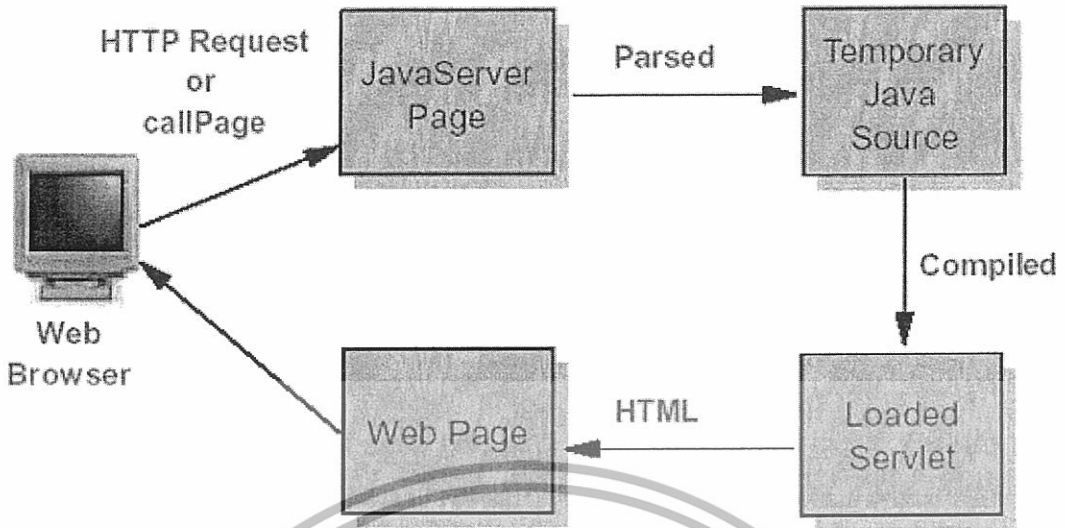 HTTP Request
or
callPage
JavaServer
Page
Parsed
Temporary
Java
Source
Compiled
Web
Browser
Web Page
HTML
Loaded
Servlet